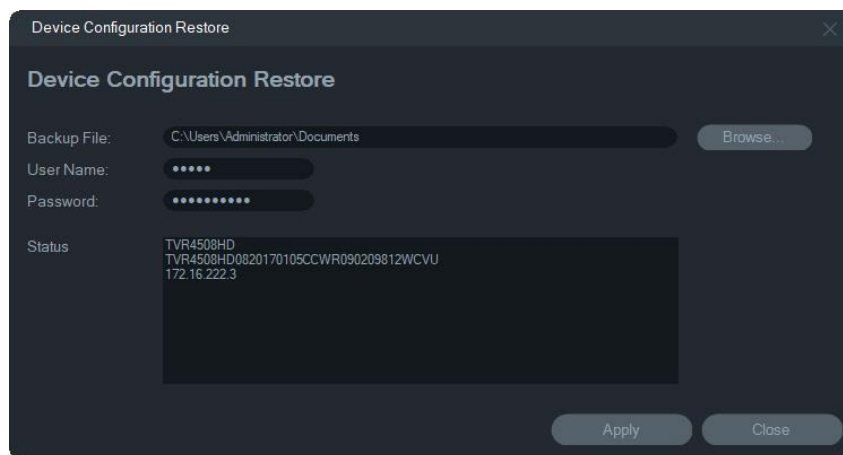 Device Configuration Restore
Device Configuration Restore
Backup File: C:\Users\Administrator\Documents Browse...
User Name: •••••
Password: ••••••••••
Status TVR4508HD
TVR4508HD0820170105CCWR090209812WCVU
172.16.222.3
Apply Close